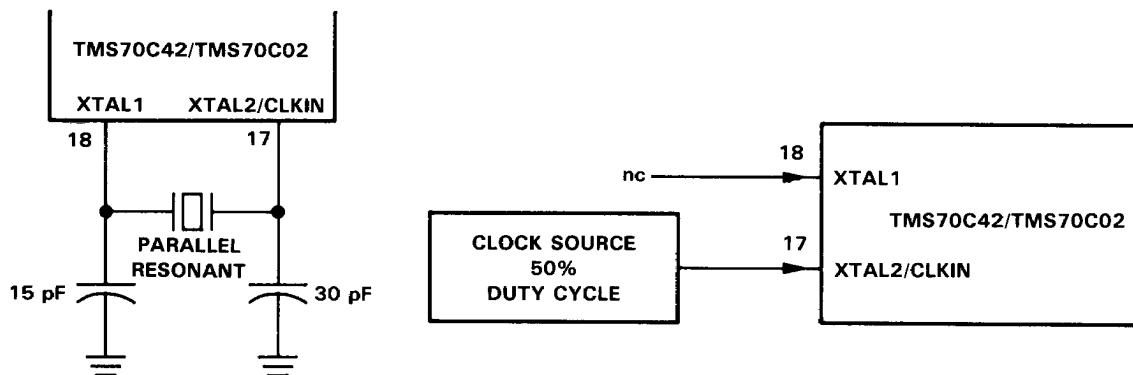 TMS70C42/TMS70C02
XTAL1 XTAL2/CLKIN
18 17
PARALLEL
RESONANT
15 pF 30 pF
nc
18
XTAL1
TMS70C42/TMS70C02
CLOCK SOURCE
50%
DUTY CYCLE
17
XTAL2/CLKIN